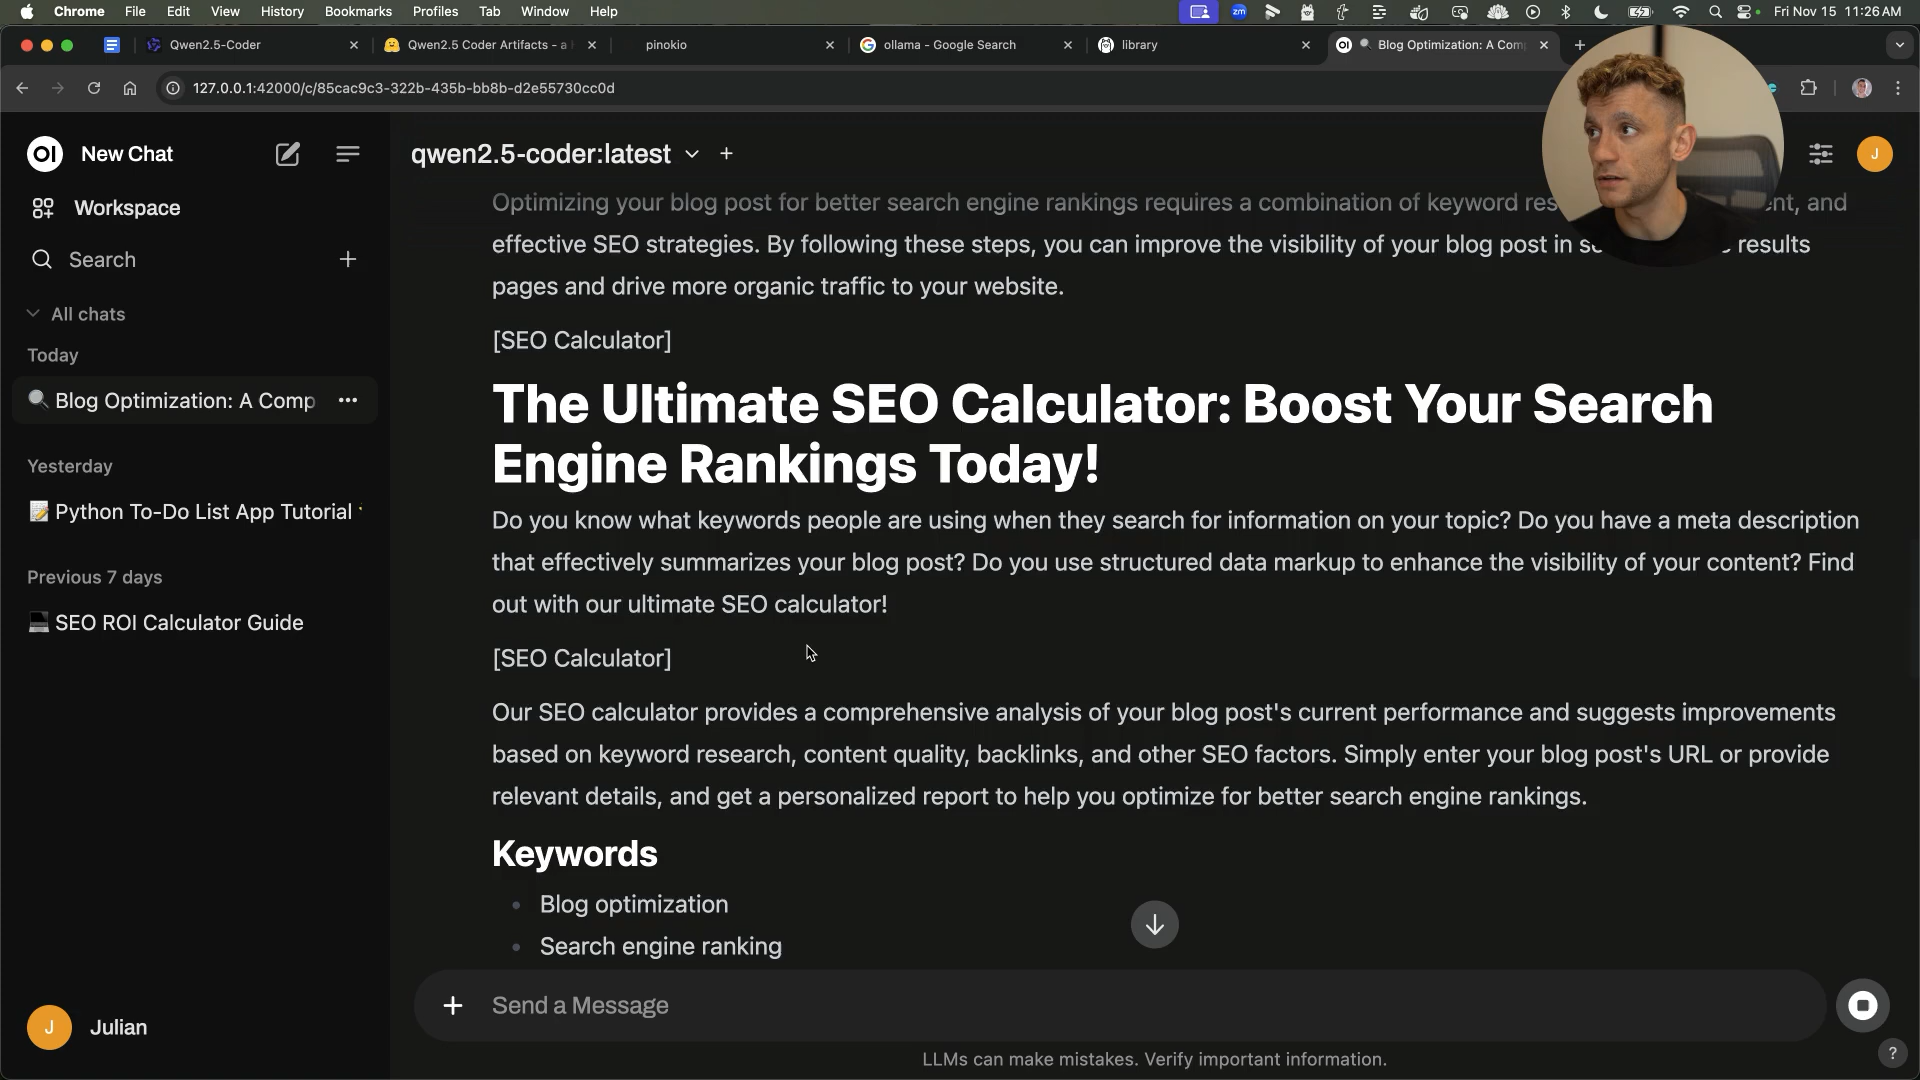 Chrome File Edit View History Bookmarks Profiles Tab Window Help
zm
Fri Nov 15 11:26 AM
Qwen2.5-Coder
Qwen2.5 Coder Artifacts - a
pinokio
ollama - Google Search
library
Blog Optimization: A Com
127.0.0.1:42000/c/85cac9c3-322b-435b-bb8b-d2e55730cc0d
OI New Chat
Workspace
Search
All chats
Today
Blog Optimization: A Comp
Yesterday
Python To-Do List App Tutorial
Previous 7 days
SEO ROI Calculator Guide
J Julian
qwen2.5-coder:latest
J
Optimizing your blog post for better search engine rankings requires a combination of keyword and
effective SEO strategies. By following these steps, you can improve the visibility of your blog post in results
pages and drive more organic traffic to your website.
[SEO Calculator]
The Ultimate SEO Calculator: Boost Your Search
Engine Rankings Today!
Do you know what keywords people are using when they search for information on your topic? Do you have a meta description
that effectively summarizes your blog post? Do you use structured data markup to enhance the visibility of your content? Find
out with our ultimate SEO calculator!
[SEO Calculator]
Our SEO calculator provides a comprehensive analysis of your blog post's current performance and suggests improvements
based on keyword research, content quality, backlinks, and other SEO factors. Simply enter your blog post's URL or provide
relevant details, and get a personalized report to help you optimize for better search engine rankings.
Keywords
Blog optimization
Search engine ranking
Send a Message
LLMs can make mistakes. Verify important information.
?